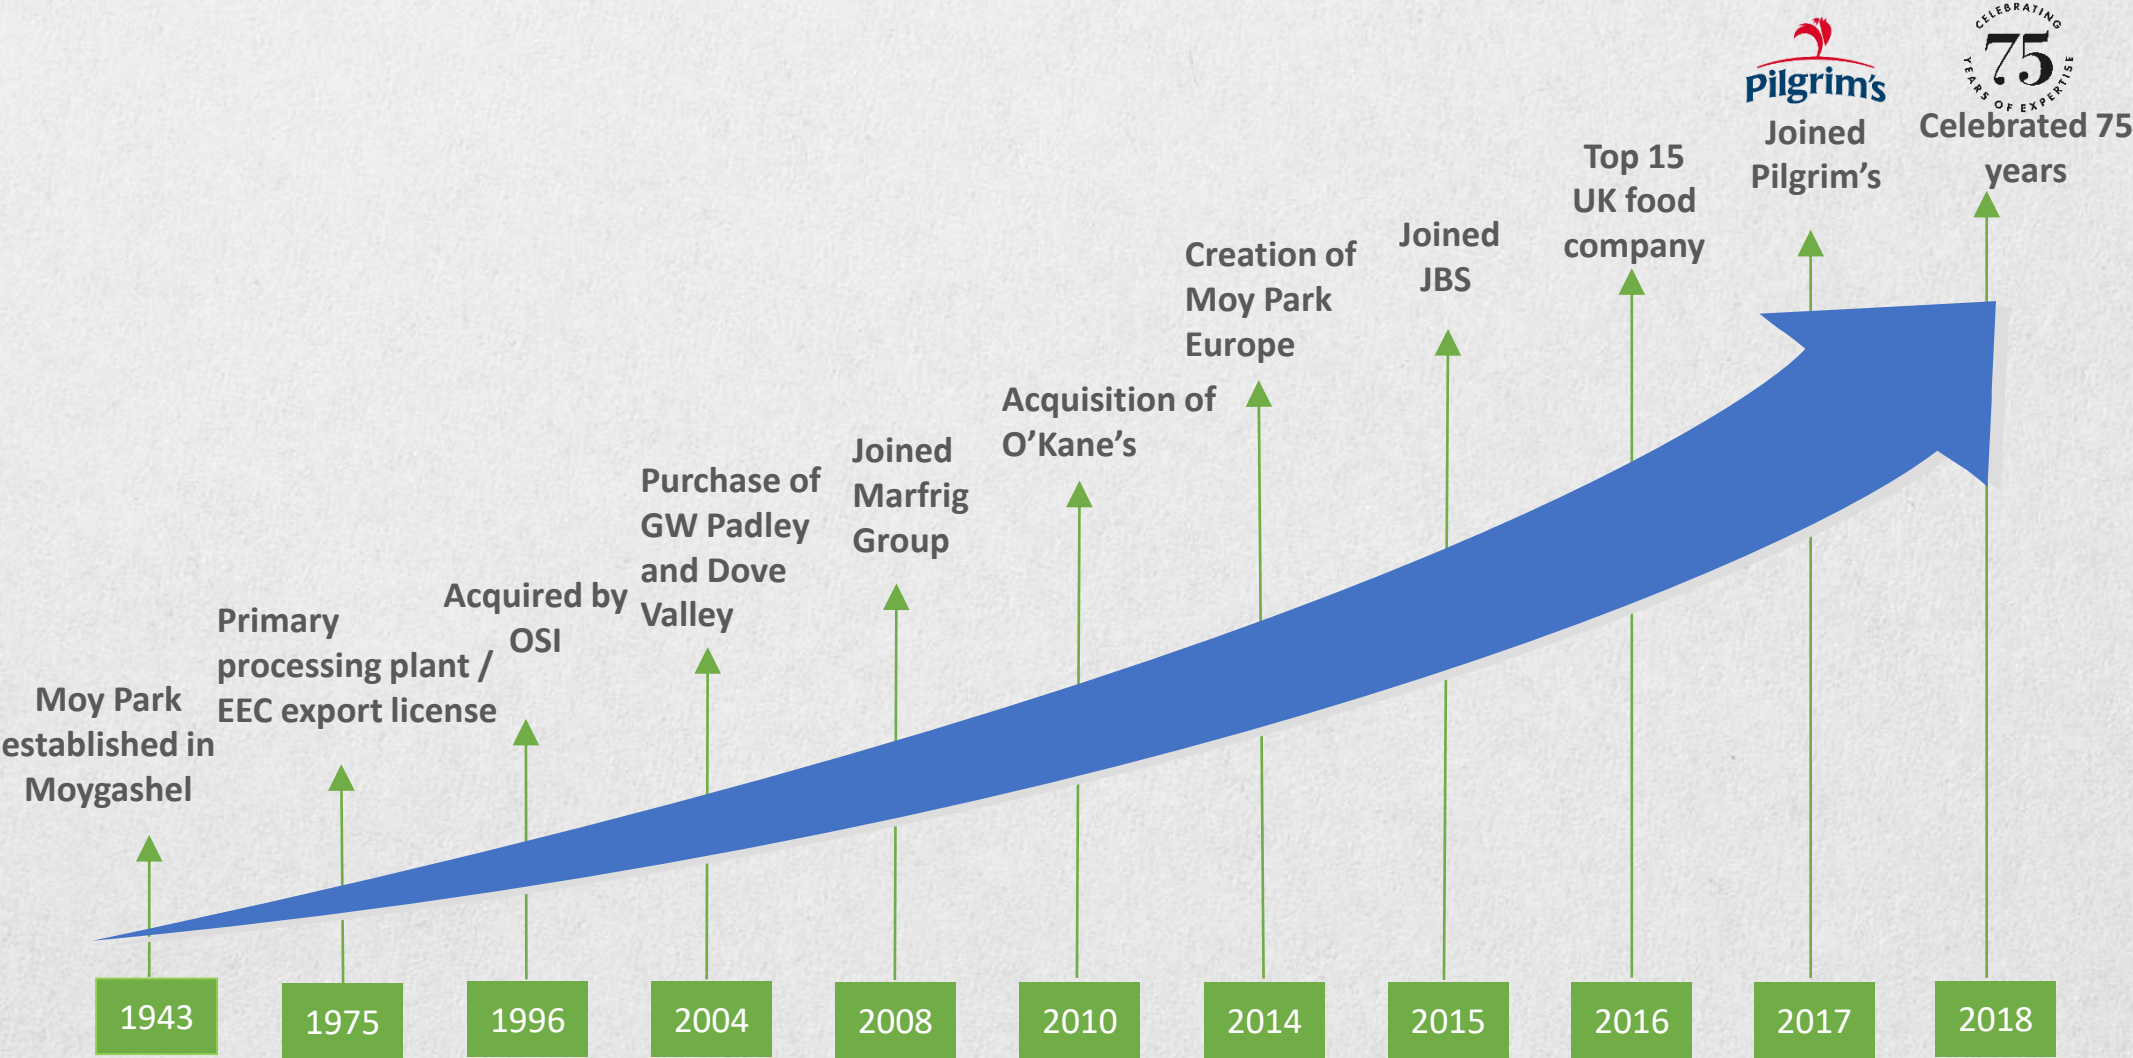 Moy Park
established in
Moygashel
Primary
processing plant /
EEC export license
Acquired by
OSI
Purchase of
GW Padley
and Dove
Valley
Joined
Marfrig
Group
Acquisition of
O’Kane’s
Creation of
Moy Park
Europe
Joined
JBS
Top 15
UK food
company
Pilgrim’s
Joined
Pilgrim’s
CELEBRATING
75
YEARS OF EXPERTISE
Celebrated 75
years
1943
1975
1996
2004
2008
2010
2014
2015
2016
2017
2018